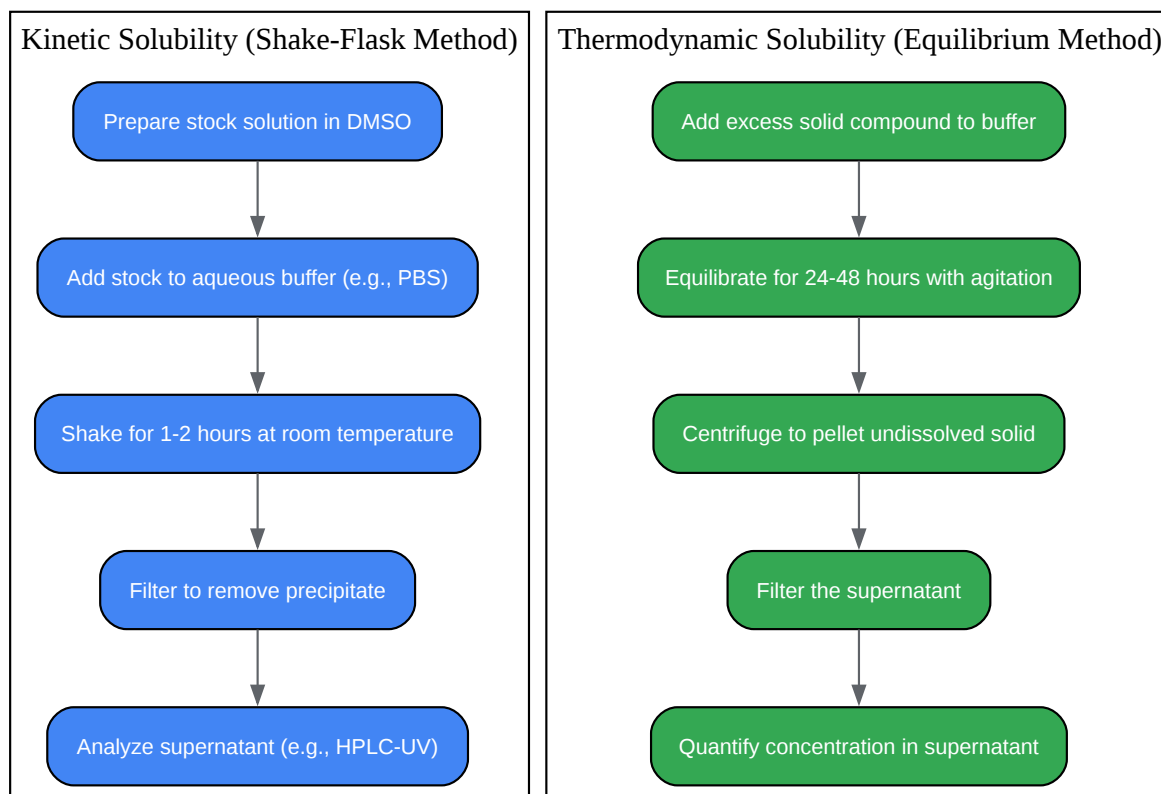 Kinetic Solubility (Shake-Flask Method)
Prepare stock solution in DMSO
Add stock to aqueous buffer (e.g., PBS)
Shake for 1-2 hours at room temperature
Filter to remove precipitate
Analyze supernatant (e.g., HPLC-UV)
Thermodynamic Solubility (Equilibrium Method)
Add excess solid compound to buffer
Equilibrate for 24-48 hours with agitation
Centrifuge to pellet undissolved solid
Filter the supernatant
Quantify concentration in supernatant